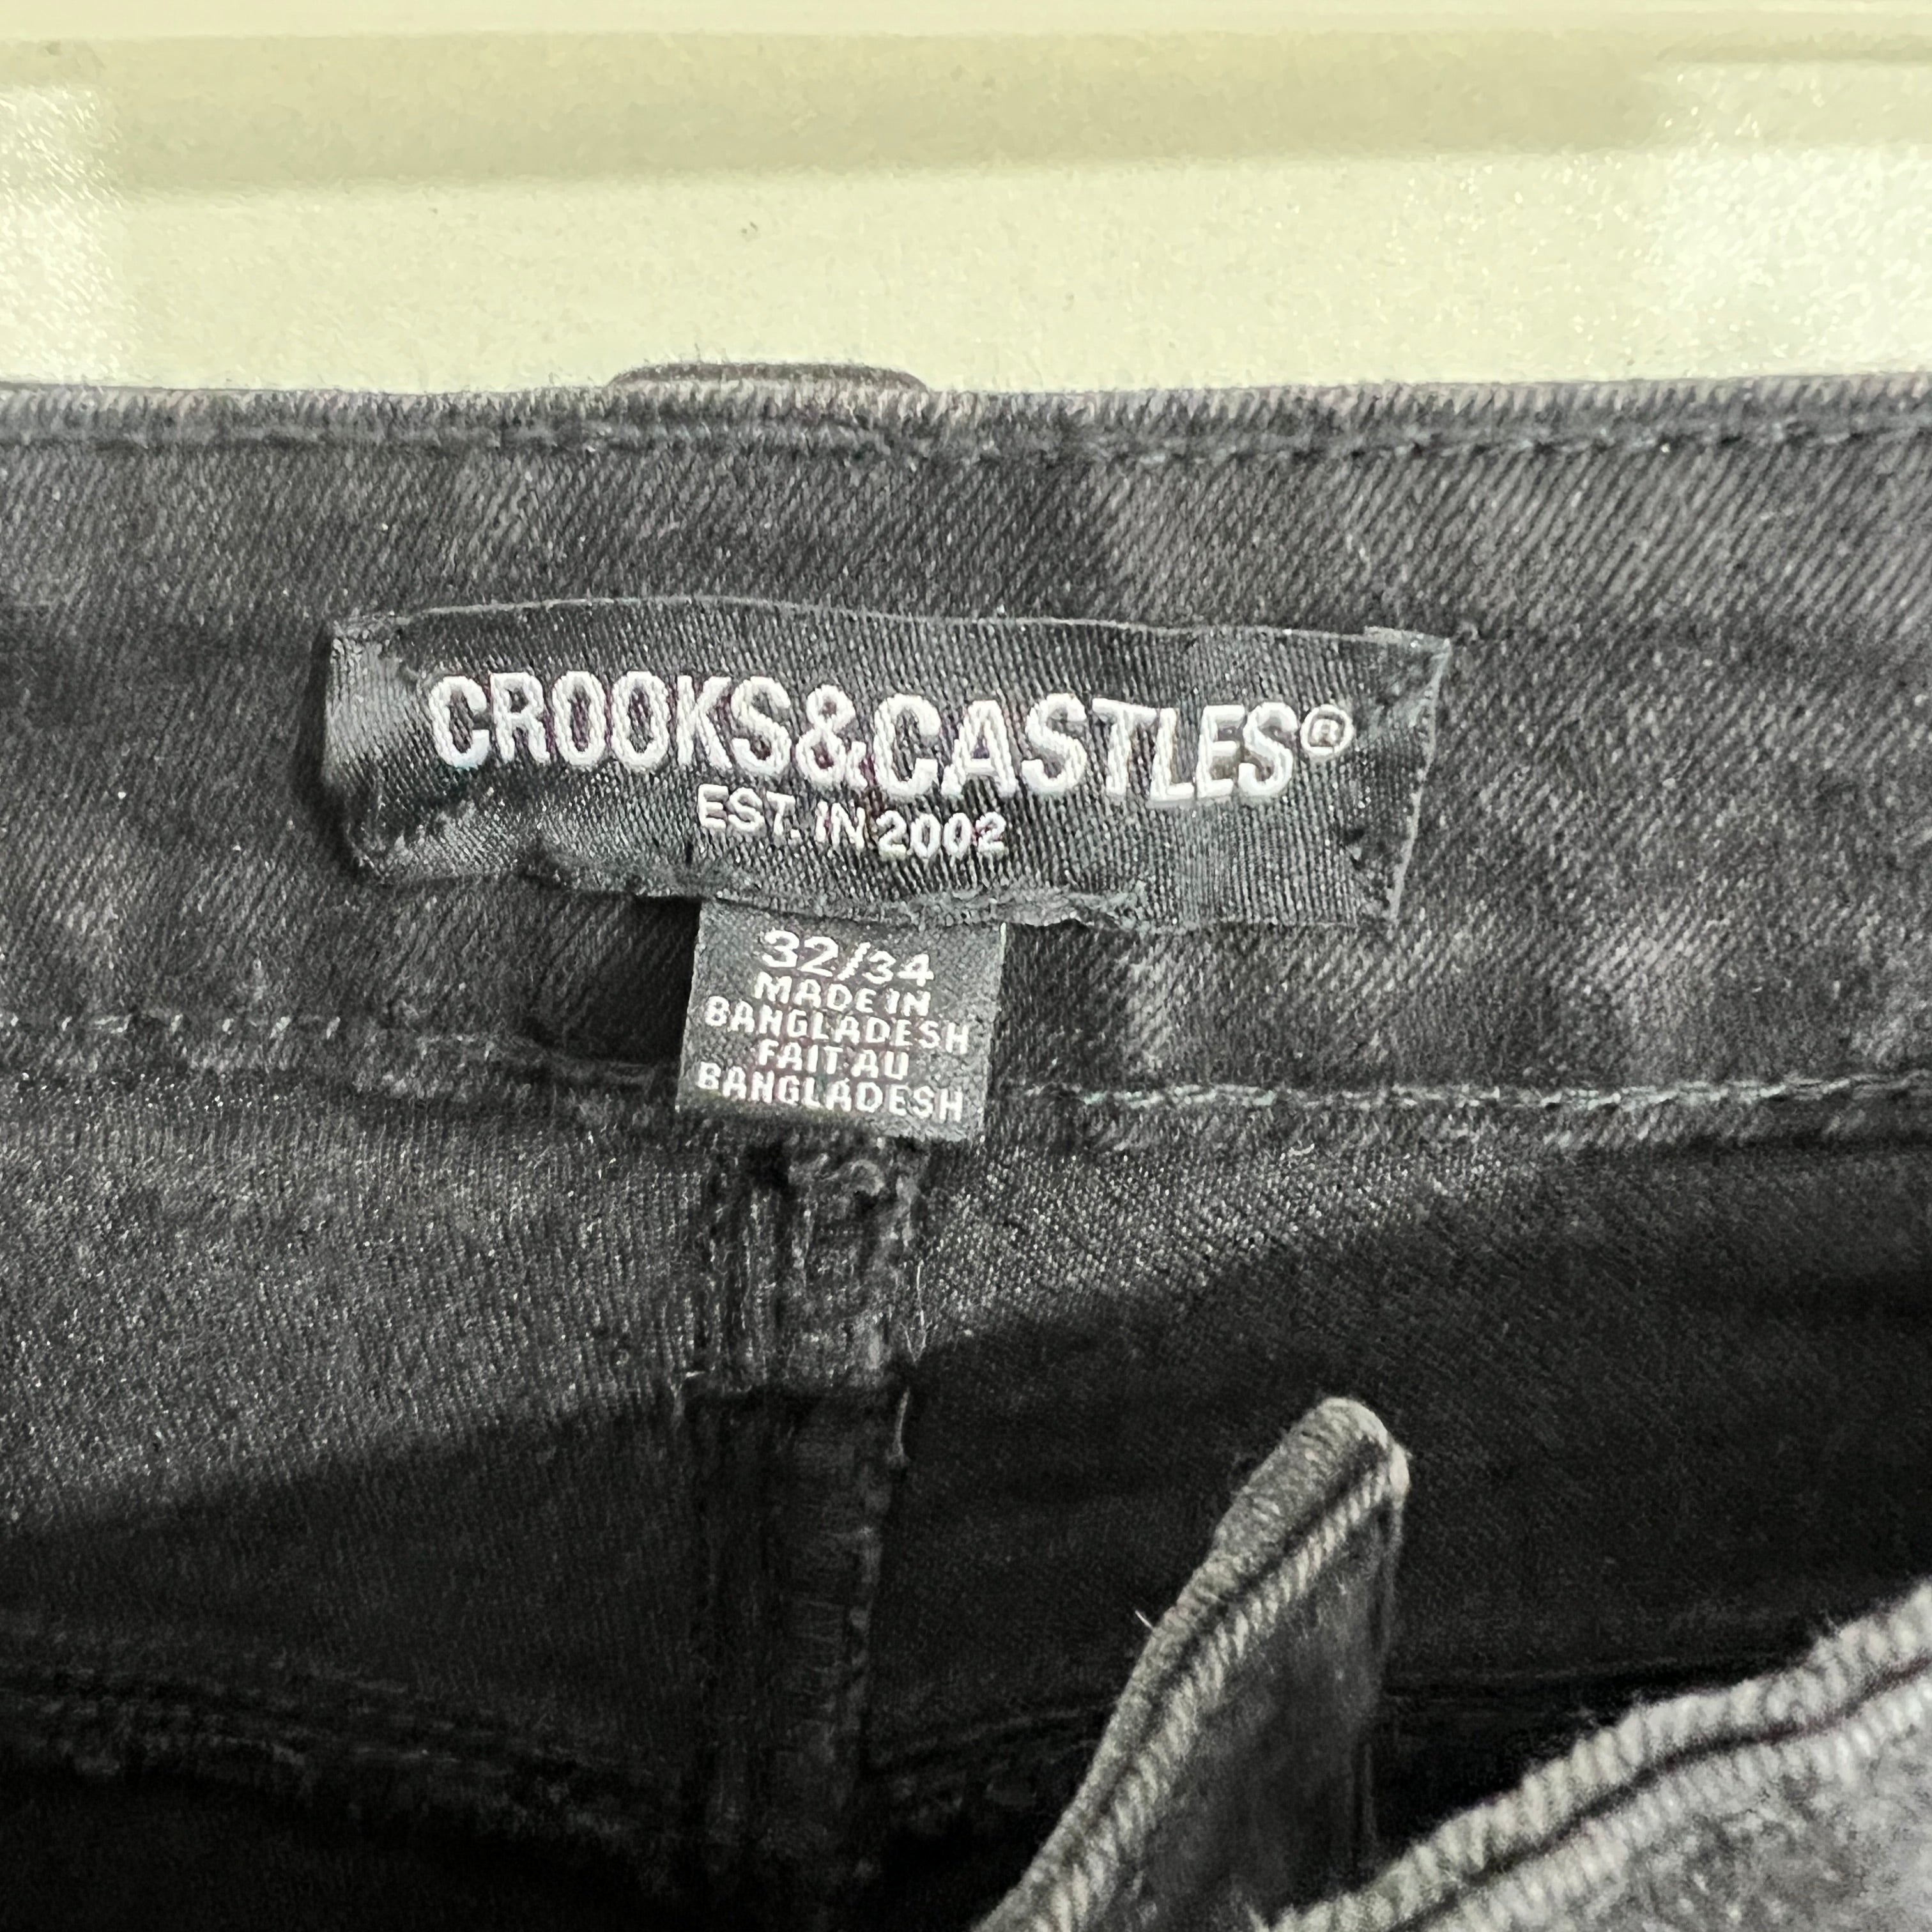 CROOKS&CASTLES®
EST. IN 2002
32/34
MADE IN
BANGLADESH
FAIT AU
BANGLADESH